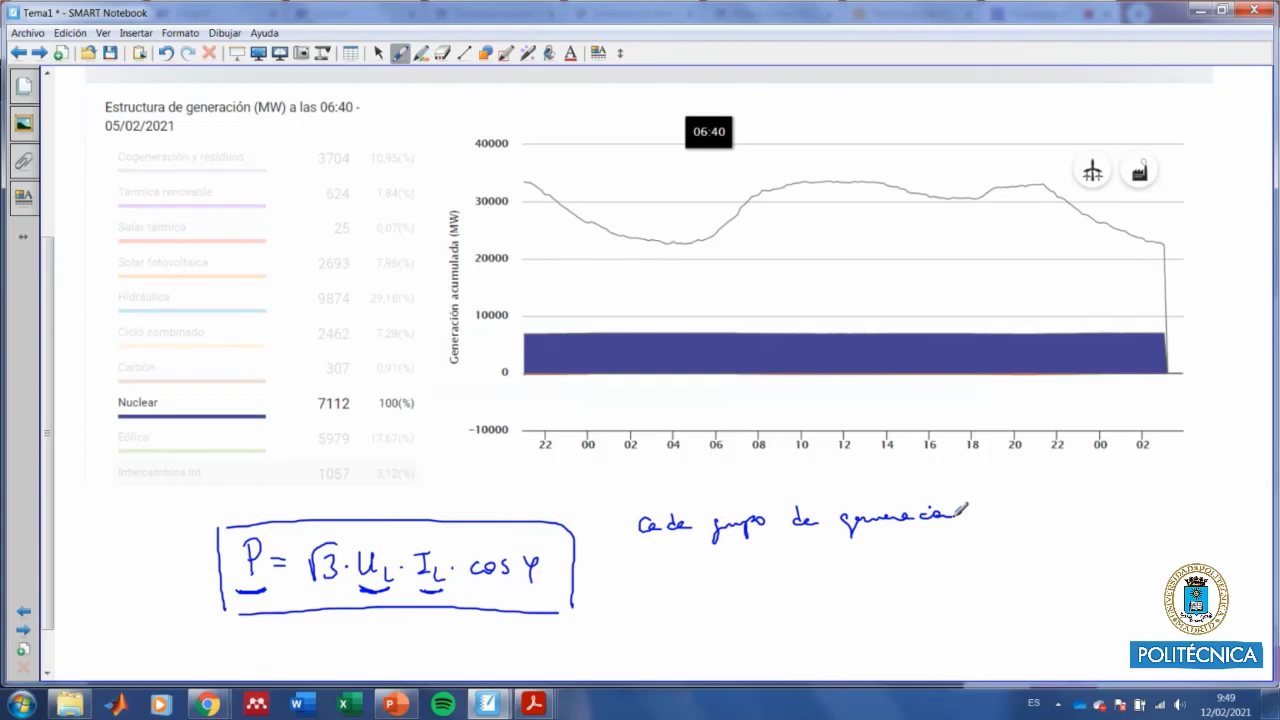 Tema1 * - SMART Notebook
Archivo Edición Ver Insertar Formato Dibujar Ayuda
Estructura de generación (MW) a las 06:40 -
05/02/2021
Cogeneración y residuos 3704 10,95(%)
Térmica renovable 624 1,84(%)
Solar térmica 25 0,07(%)
Solar fotovoltaica 2693 7,96(%)
Hidráulica 9874 29,18(%)
Ciclo combinado 2462 7,28(%)
Carbón 307 0,91(%)
Nuclear 7112 100(%)
Eólica 5979 17,67(%)
Intercambios int 1057 3,12(%)
06:40
Generación acumulada (MW)
40000
30000
20000
10000
0
-10000
22 00 02 04 06 08 10 12 14 16 18 20 22 00 02
P = √3 · U_L · I_L · cos φ
cada grupo de generacion
POLITÉCNICA
ES
9:49
12/02/2021